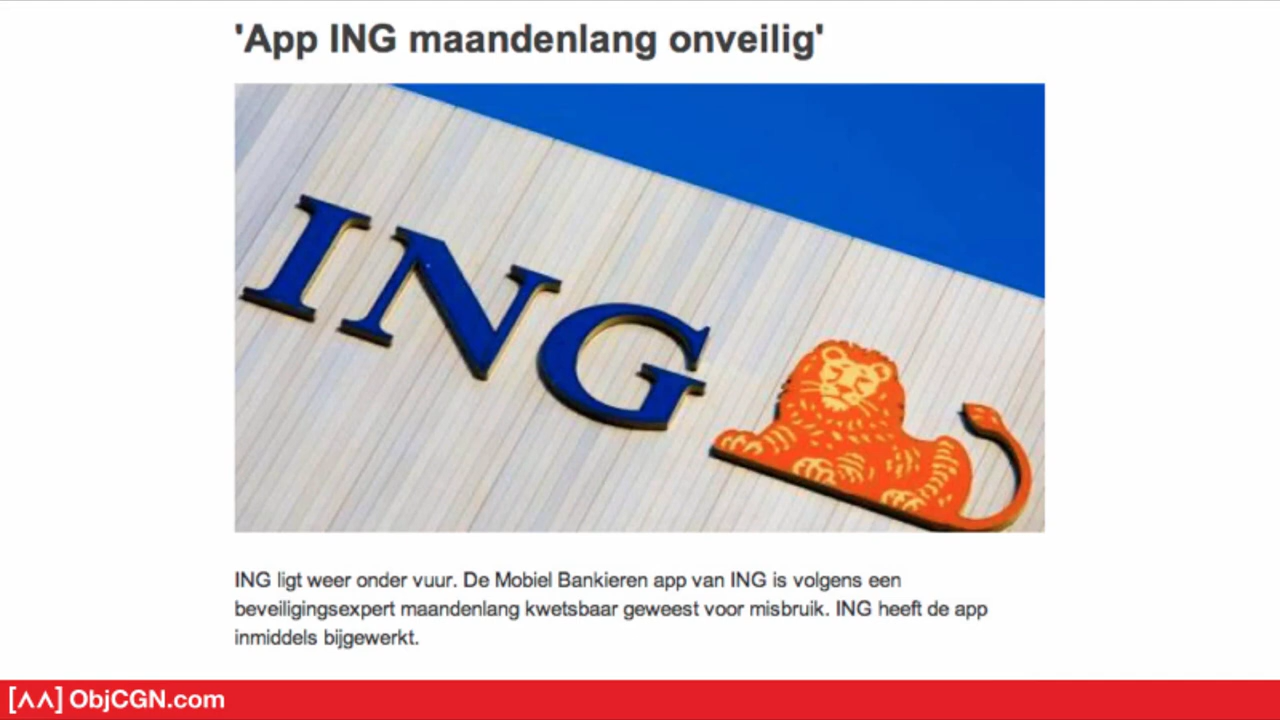 'App ING maandenlang onveilig'
ING
ING ligt weer onder vuur. De Mobiel Bankieren app van ING is volgens een
beveiligingsexpert maandenlang kwetsbaar geweest voor misbruik. ING heeft de app
inmiddels bijgewerkt.
[ʌʌ] ObjCGN.com